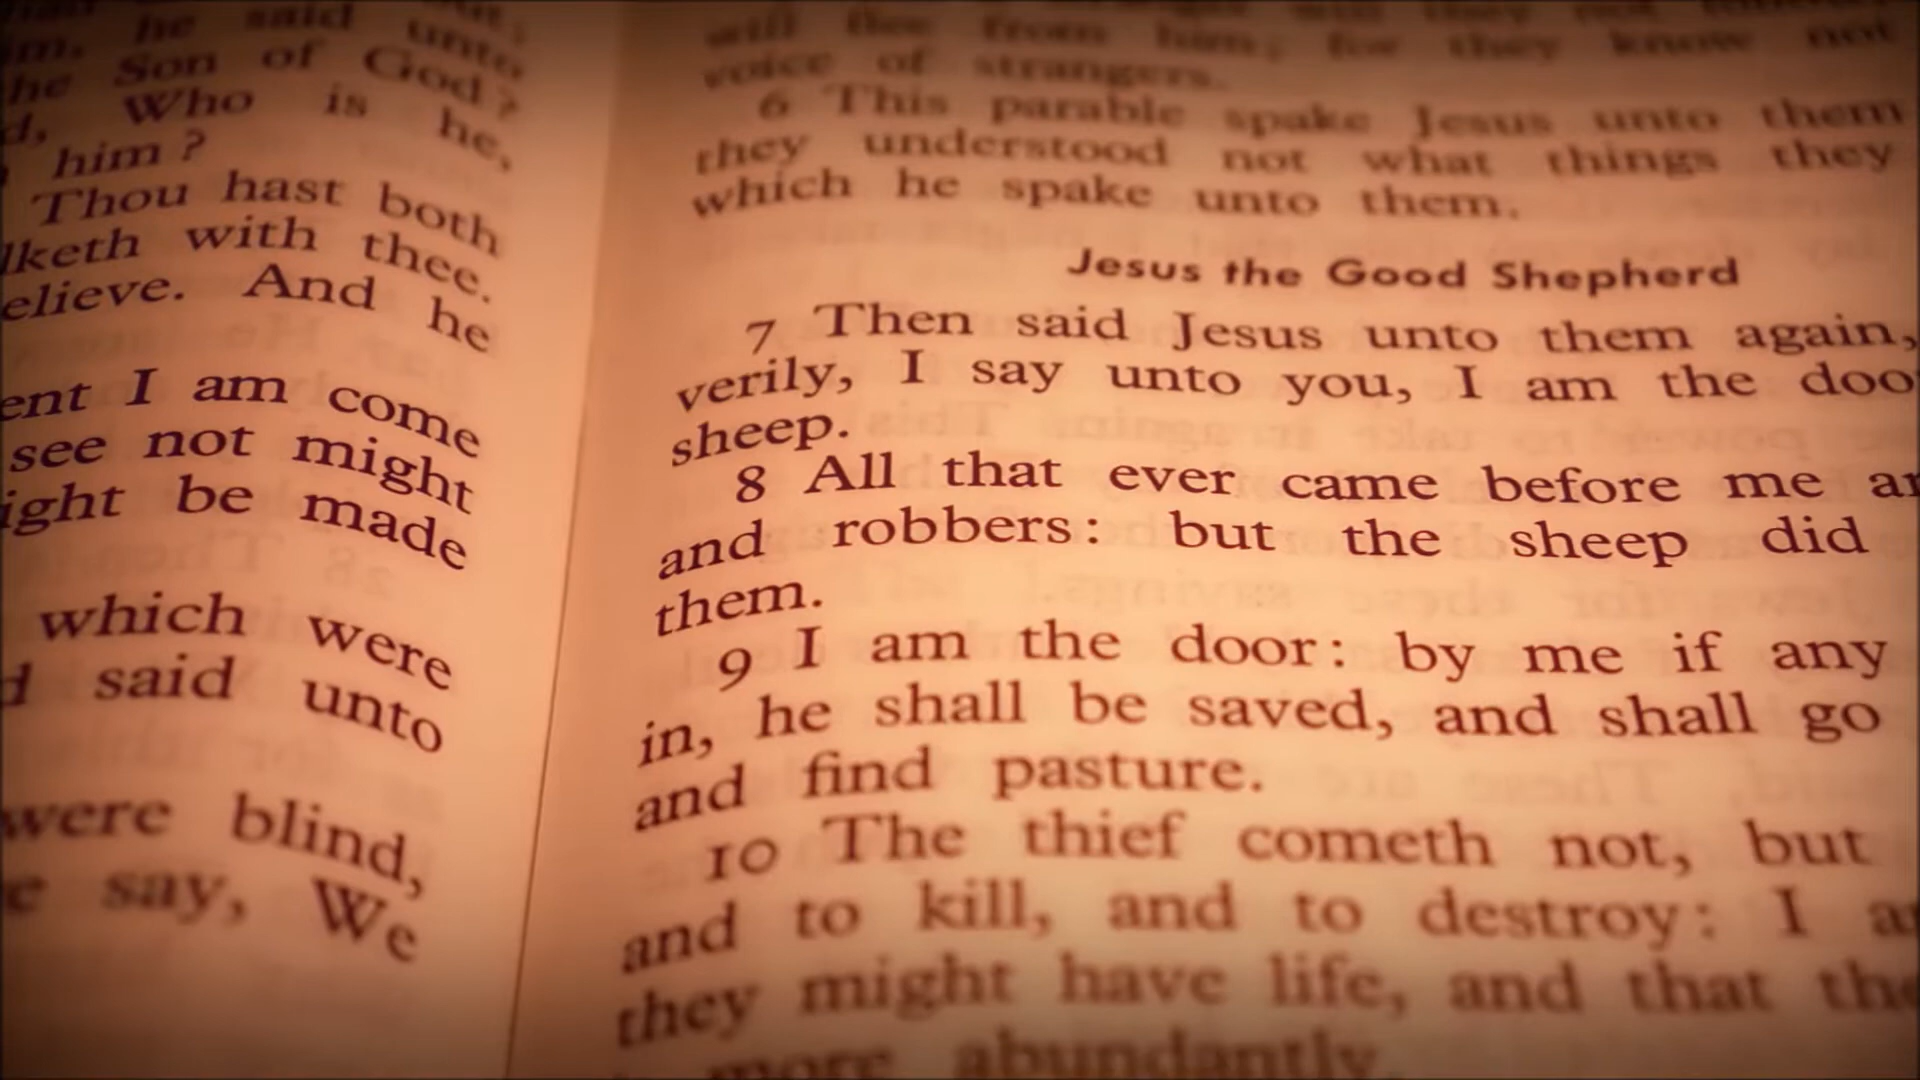 said
im, he said unto
he Son of God?
d, Who is he,
him?
Thou hast both
lketh with thee.
elieve. And he
ent I am come
see not might
ight be made
which were
d said unto
were blind,
e say, We
will flee from him; for they know not
voice of strangers.
6 This parable spake Jesus unto them
they understood not what things they
which he spake unto them.
Jesus the Good Shepherd
7 Then said Jesus unto them again,
verily, I say unto you, I am the doo
sheep.
8 All that ever came before me ar
and robbers: but the sheep did
them.
9 I am the door: by me if any
in, he shall be saved, and shall go
and find pasture.
10 The thief cometh not, but
and to kill, and to destroy: I a
they might have life, and that the
more abundantly.